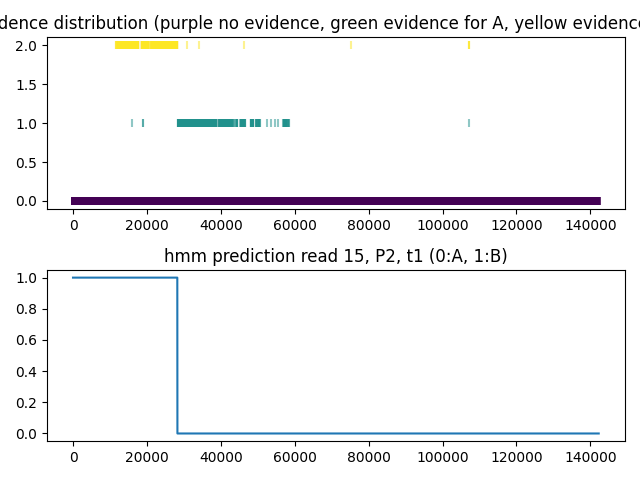 dence distribution (purple no evidence, green evidence for A, yellow evidence
2.0
1.5
1.0
0.5
0.0
0 20000 40000 60000 80000 100000 120000 140000
hmm prediction read 15, P2, t1 (0:A, 1:B)
1.0
0.8
0.6
0.4
0.2
0.0
0 20000 40000 60000 80000 100000 120000 140000